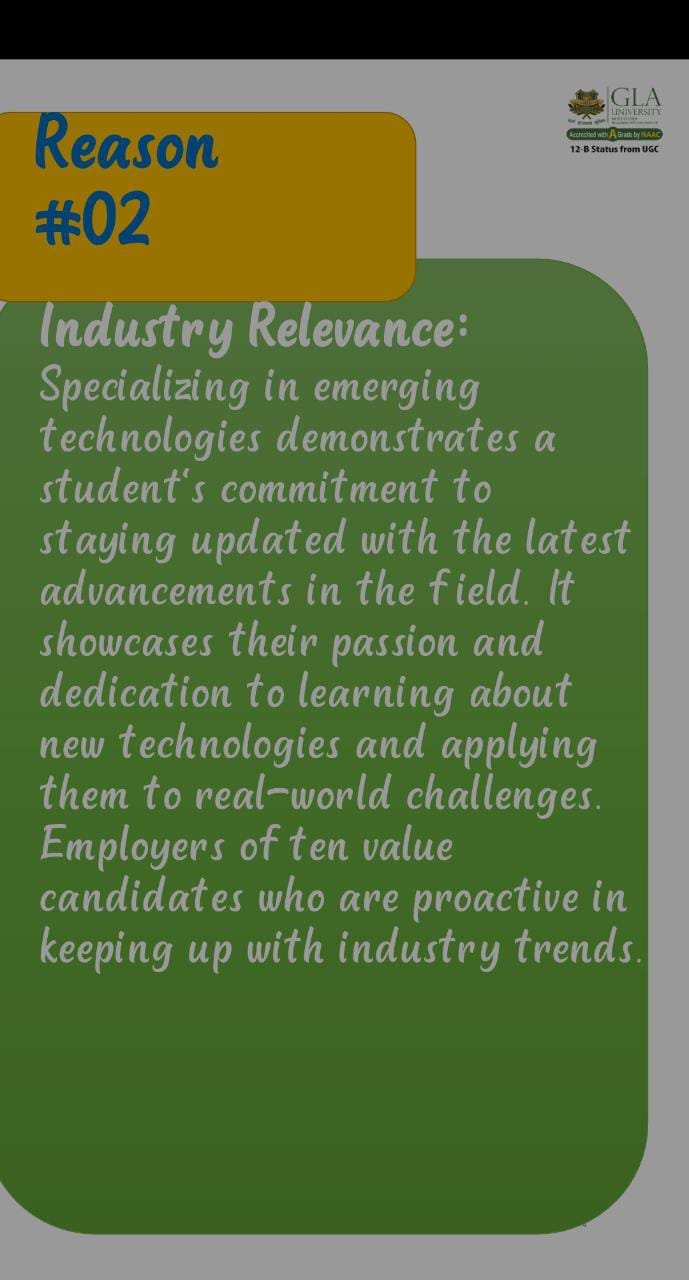 GLA
UNIVERSITY
Accredited with A Grade by NAAC
12-B Status from UGC
Reason
#02
Industry Relevance:
Specializing in emerging
technologies demonstrates a
student‘s commitment to
staying updated with the latest
advancements in the field. It
showcases their passion and
dedication to learning about
new technologies and applying
them to real-world challenges.
Employers often value
candidates who are proactive in
keeping up with industry trends.